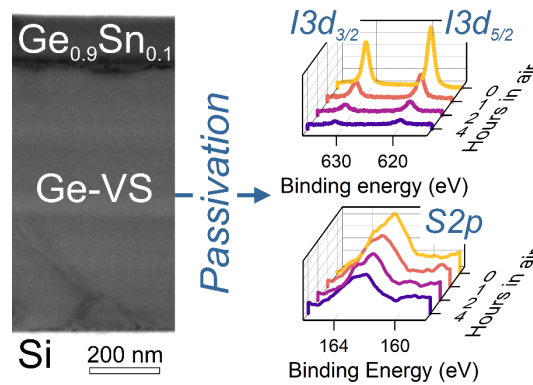 Ge0.9Sn0.1
Ge-VS
Si
200 nm
Passivation
I3d3/2
I3d5/2
0
1
2
4
Hours in air
630
620
Binding energy (eV)
S2p
0
1
2
4
Hours in air
164
160
Binding Energy (eV)